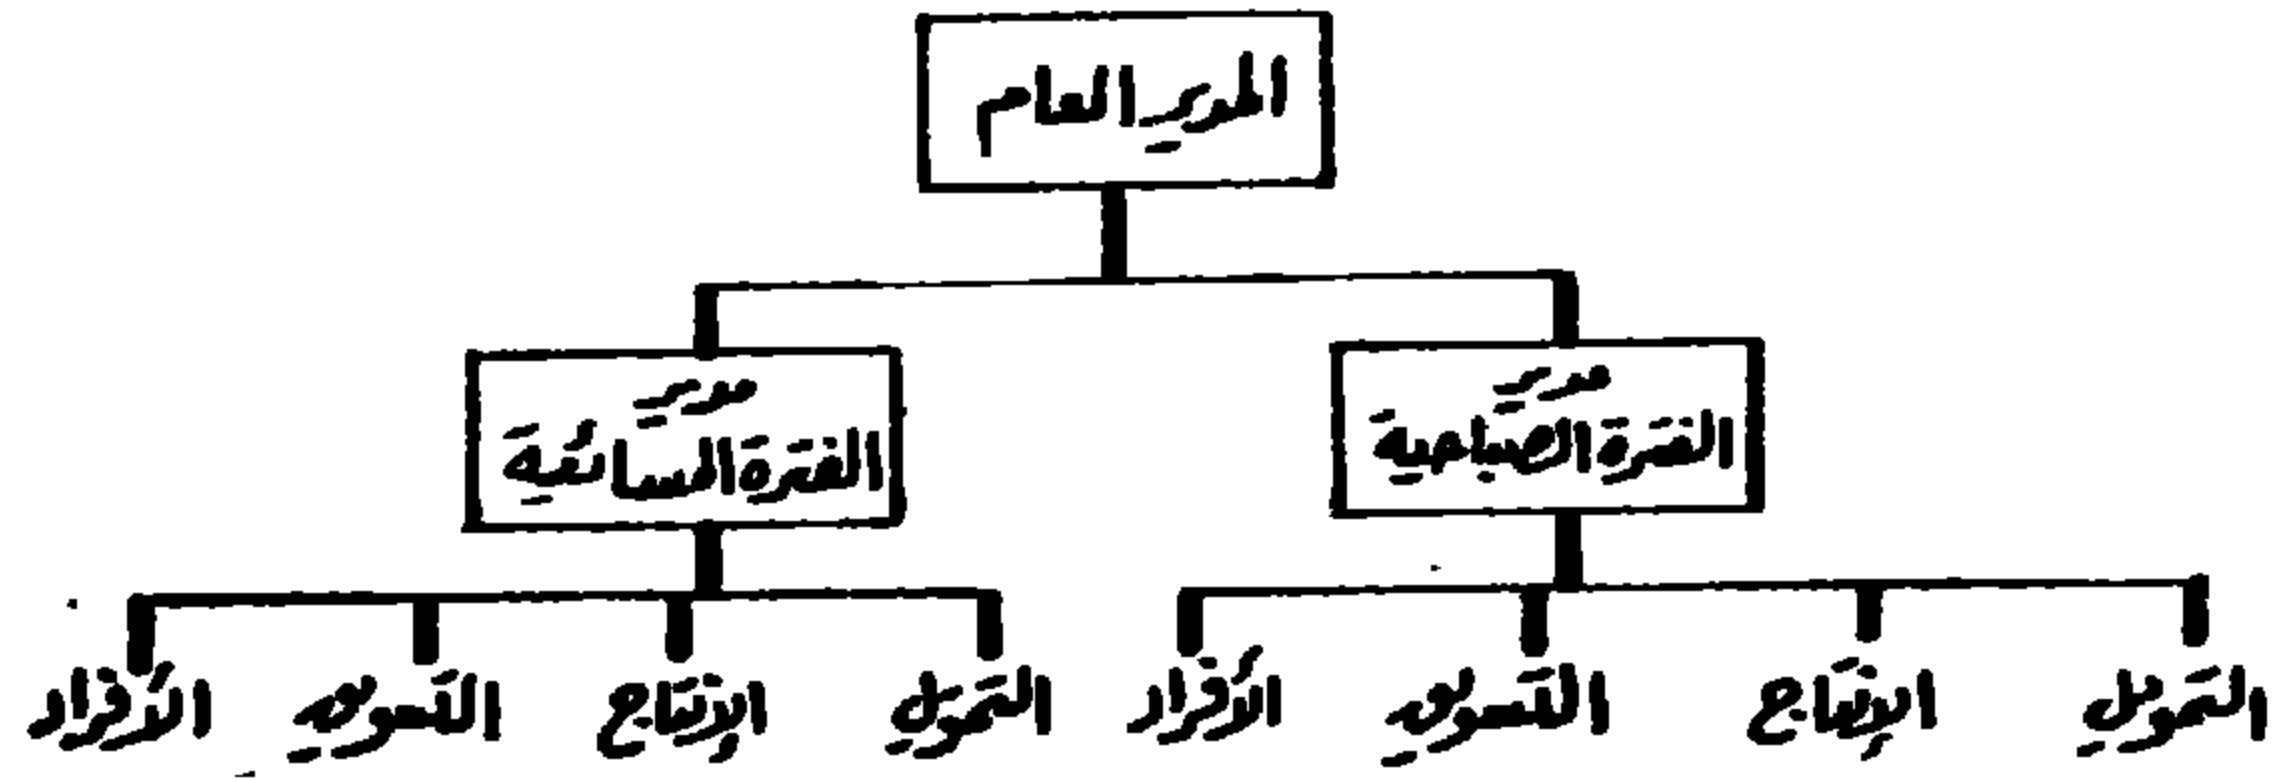 المدير العام
مدير
الفترة الصباحية
مدير
الفترة المسائية
التمويل
الإنتاج
التسويق
الأفراد
التمويل
الإنتاج
التسويق
الأفراد